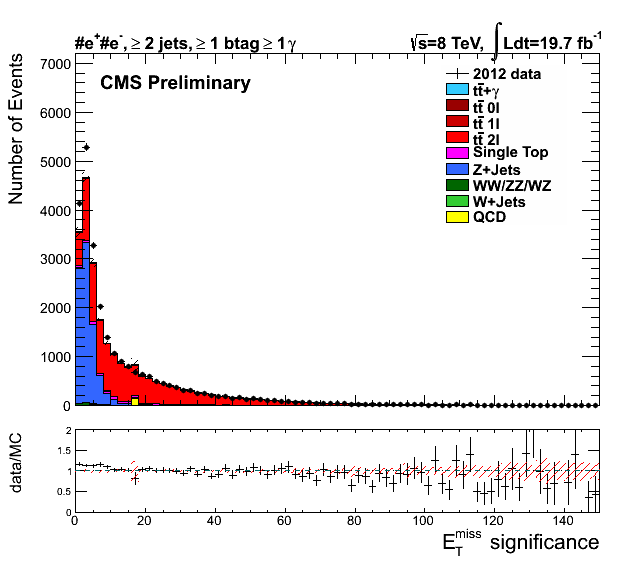 #e⁺#e⁻, ≥ 2 jets, ≥ 1 btag ≥ 1 γ
√s=8 TeV, ∫ Ldt=19.7 fb⁻¹
CMS Preliminary
2012 data
tt̄+γ
tt̄ 0l
tt̄ 1l
tt̄ 2l
Single Top
Z+Jets
WW/ZZ/WZ
W+Jets
QCD
Number of Events
7000
6000
5000
4000
3000
2000
1000
0
data/MC
2
1.5
1
0.5
0
0 20 40 60 80 100 120 140
E_T^miss significance